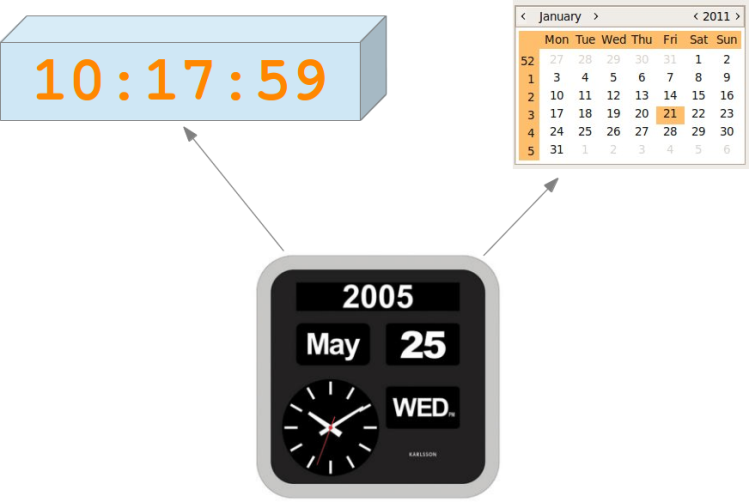 10:17:59
< January > < 2011 >
Mon Tue Wed Thu Fri Sat Sun
52 27 28 29 30 31 1 2
1 3 4 5 6 7 8 9
2 10 11 12 13 14 15 16
3 17 18 19 20 21 22 23
4 24 25 26 27 28 29 30
5 31 1 2 3 4 5 6
2005
May 25
WED
KARLSSON